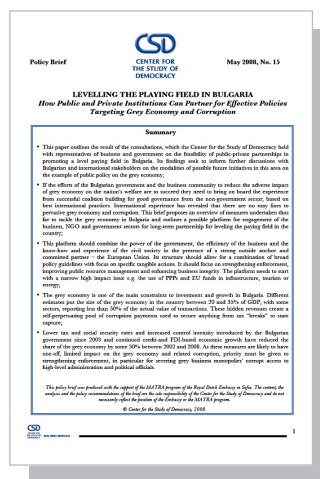 CSD
Policy Brief
CENTER FOR
THE STUDY OF
DEMOCRACY
May 2008, No. 15
LEVELLING THE PLAYING FIELD IN BULGARIA
How Public and Private Institutions Can Partner for Effective Policies
Targeting Grey Economy and Corruption
Summary
• This paper outlines the result of the consultations, which the Center for the Study of Democracy held
with representatives of business and government on the feasibility of public-private partnerships in
promoting a level playing field in Bulgaria. Its findings seek to inform further discussions with
Bulgarian and international stakeholders on the modalities of possible future initiatives in this area on
the example of public policy on the grey economy;
• If the efforts of the Bulgarian government and the business community to reduce the adverse impact
of grey economy on the nation's welfare are to succeed they need to bring on board the experience
from successful coalition building for good governance from the non-government sector, based on
best international practices. International experience has revealed that there are no easy fixes to
pervasive grey economy and corruption. This brief proposes an overview of measures undertaken thus
far to tackle the grey economy in Bulgaria and outlines a possible platform for engagement of the
business, NGO and government sectors for long-term partnership for leveling the playing field in the
country;
• This platform should combine the power of the government, the efficiency of the business and the
know-how and experience of the civil society in the presence of a strong outside anchor and
committed partner – the European Union. Its structure should allow for a combination of broad
policy guidelines with focus on specific tangible actions. It should focus on strengthening enforcement,
improving public resource management and enhancing business integrity. The platform needs to start
with a narrow high impact issue e.g. the use of PPPs and EU funds in infrastructure, tourism or
energy;
• The grey economy is one of the main constraints to investment and growth in Bulgaria. Different
estimates put the size of the grey economy in the country between 20 and 35% of GDP, with some
sectors, reporting less than 50% of the actual value of transactions. These hidden revenues create a
self-perpetuating pool of corruption payments used to secure anything from tax "breaks" to state
capture;
• Lower tax and social security rates and increased control intensity introduced by the Bulgarian
government since 2003 and continued credit-and FDI-based economic growth have reduced the
share of the grey economy by some 30% between 2002 and 2008. As these measures are likely to have
one-off, limited impact on the grey economy and related corruption, priority must be given to
strengthening enforcement, in particular for severing grey business monopolies' corrupt access to
high-level administration and political officials.
This policy brief was produced with the support of the MATRA program of the Royal Dutch Embassy in Sofia. The content, the
analysis and the policy recommendations of the brief are the sole responsibility of the Center for the Study of Democracy and do not
necessarily reflect the position of the Embassy or the MATRA program.
© Center for the Study of Democracy, 2008.
CSD
1